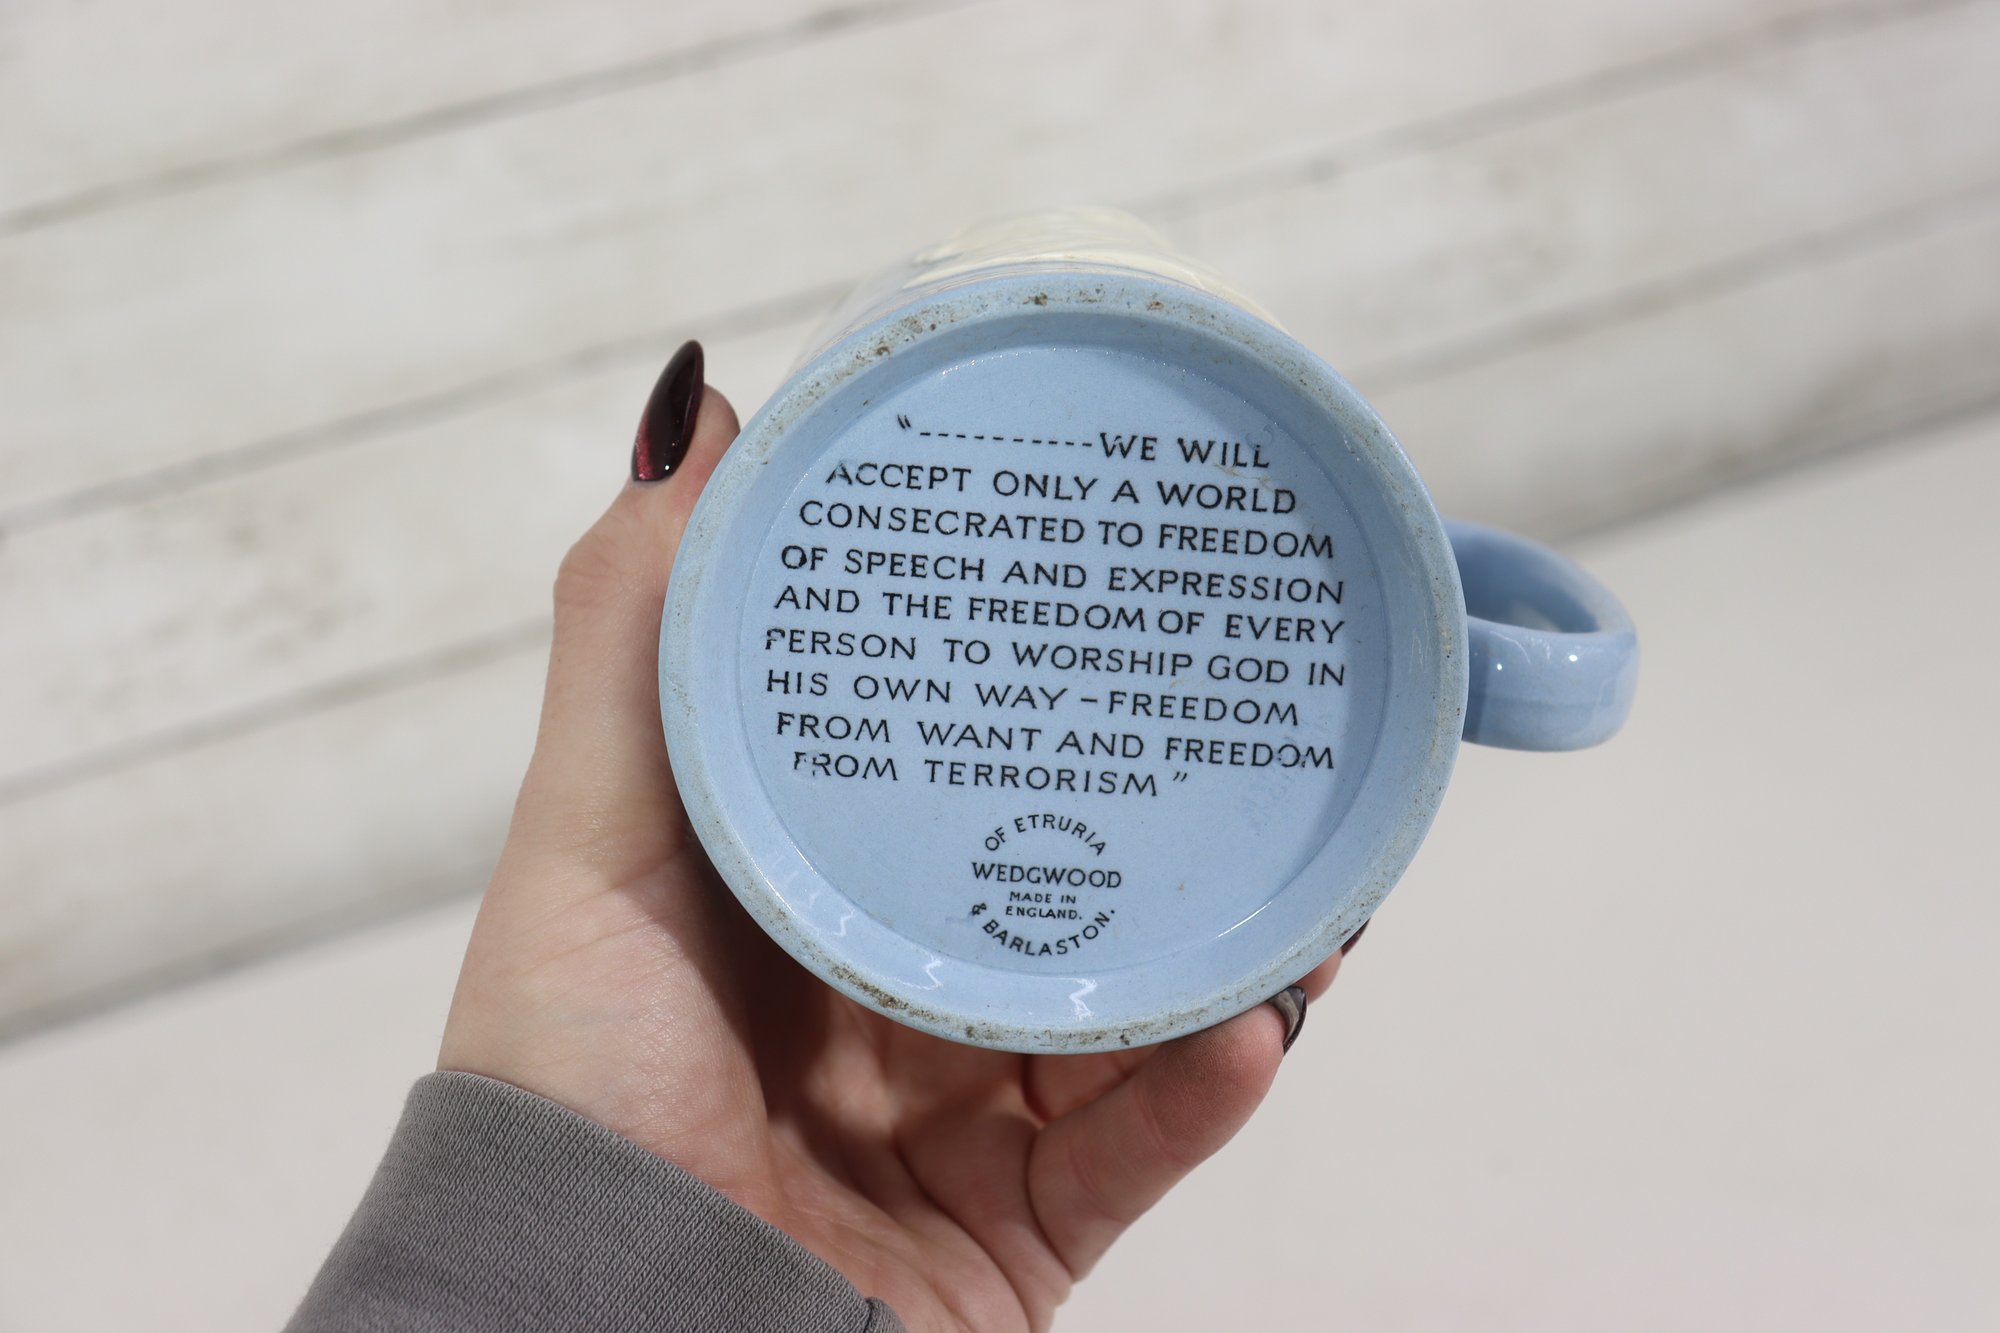 "----------WE WILL
ACCEPT ONLY A WORLD
CONSECRATED TO FREEDOM
OF SPEECH AND EXPRESSION
AND THE FREEDOM OF EVERY
PERSON TO WORSHIP GOD IN
HIS OWN WAY – FREEDOM
FROM WANT AND FREEDOM
FROM TERRORISM"
OF ETRURIA
WEDGWOOD
MADE IN
ENGLAND.
& BARLASTON.